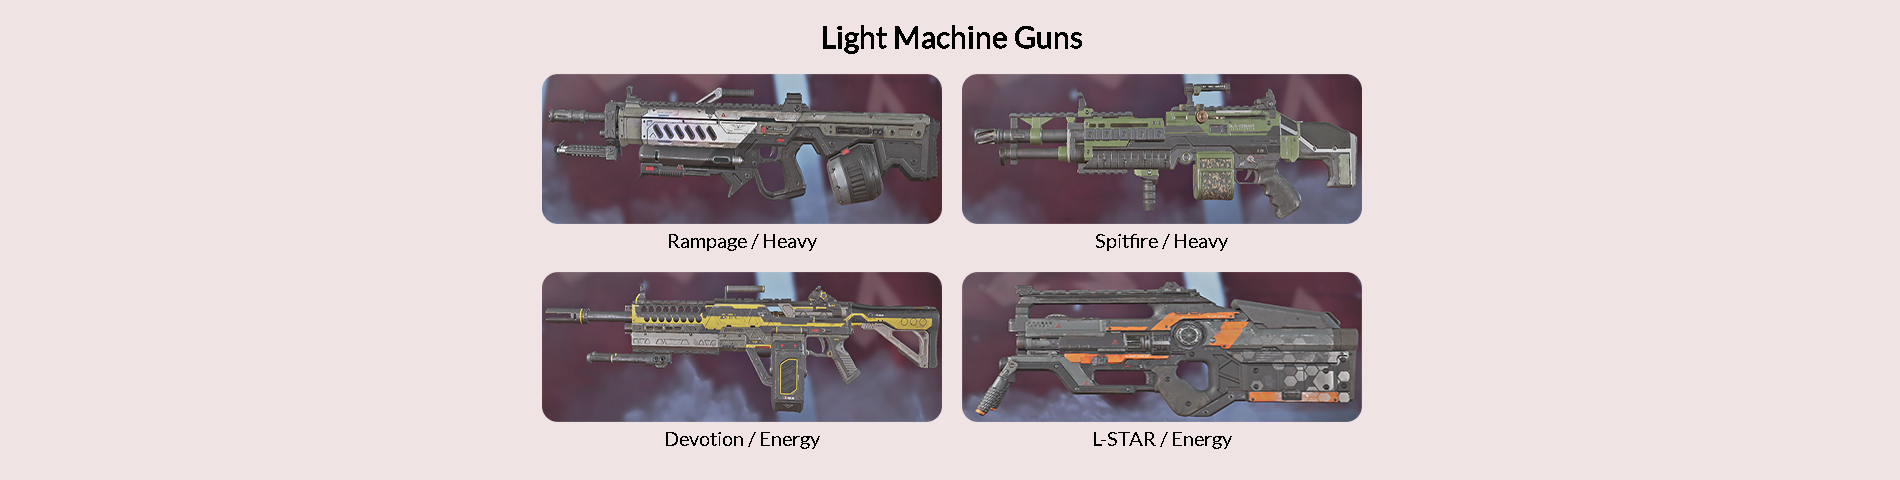 Light Machine Guns
Rampage / Heavy
Spitfire / Heavy
Devotion / Energy
L-STAR / Energy